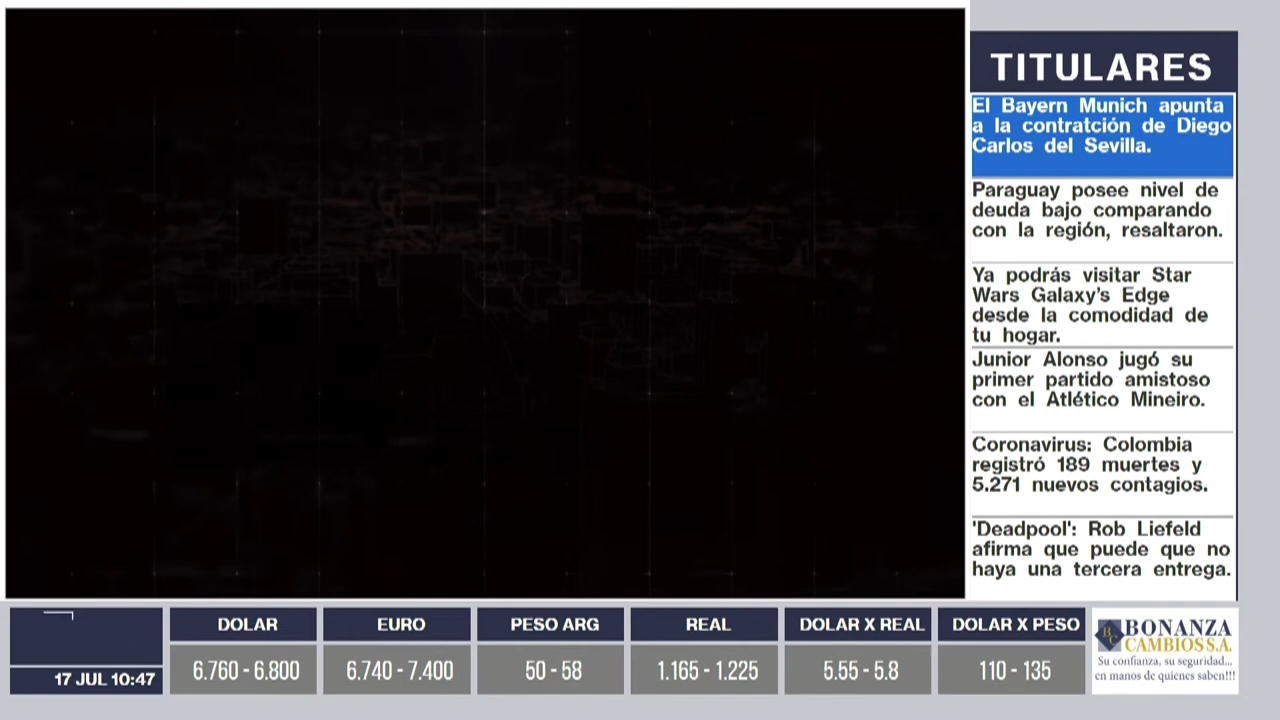 TITULARES
El Bayern Munich apunta
a la contratción de Diego
Carlos del Sevilla.
Paraguay posee nivel de
deuda bajo comparando
con la región, resaltaron.
Ya podrás visitar Star
Wars Galaxy's Edge
desde la comodidad de
tu hogar.
Junior Alonso jugó su
primer partido amistoso
con el Atlético Mineiro.
Coronavirus: Colombia
registró 189 muertes y
5.271 nuevos contagios.
'Deadpool': Rob Liefeld
afirma que puede que no
haya una tercera entrega.
17 JUL 10:47
DOLAR
6.760 - 6.800
EURO
6.740 - 7.400
PESO ARG
50 - 58
REAL
1.165 - 1.225
DOLAR X REAL
5.55 - 5.8
DOLAR X PESO
110 - 135
BC
BONANZA
CAMBIOS S.A.
Su confianza, su seguridad...
en manos de quienes saben!!!